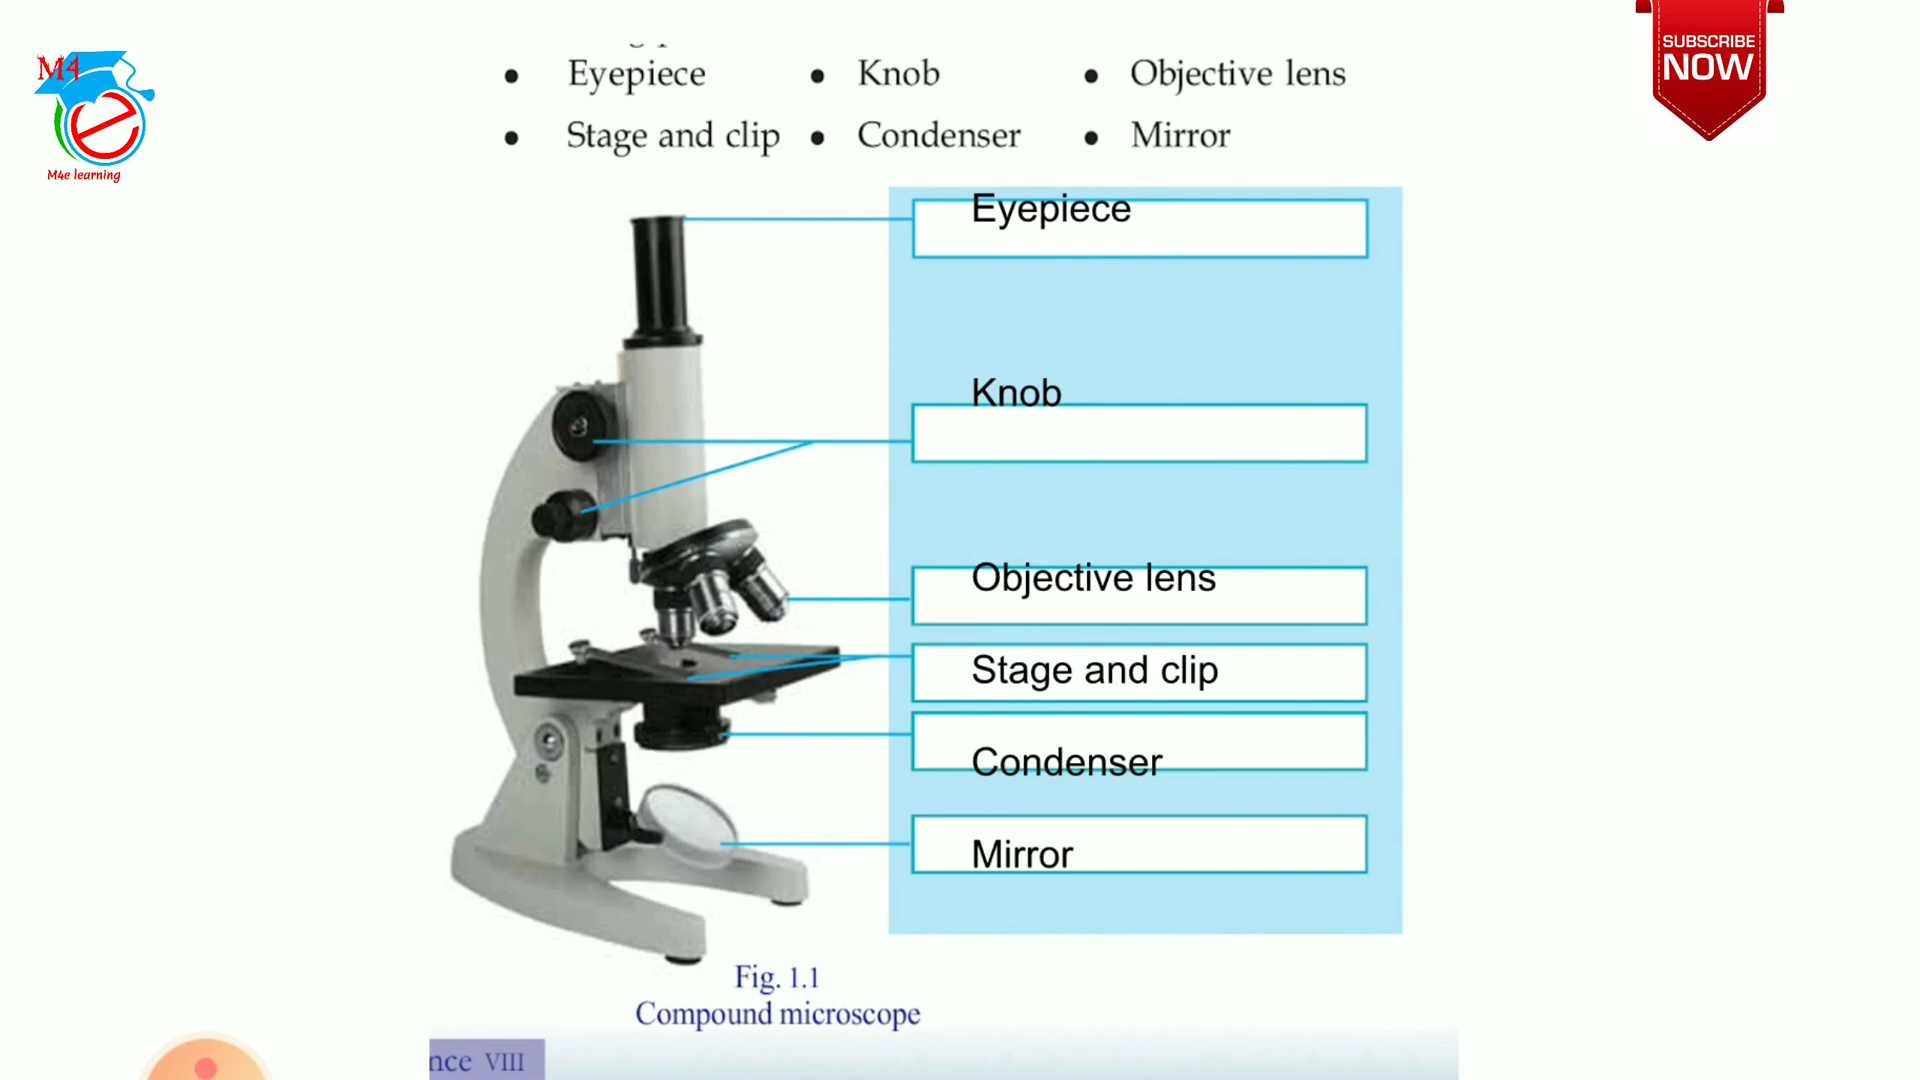 M4
M4e learning
SUBSCRIBE
NOW
• Eyepiece • Knob • Objective lens
• Stage and clip • Condenser • Mirror
Eyepiece
Knob
Objective lens
Stage and clip
Condenser
Mirror
Fig. 1.1
Compound microscope
nce VIII